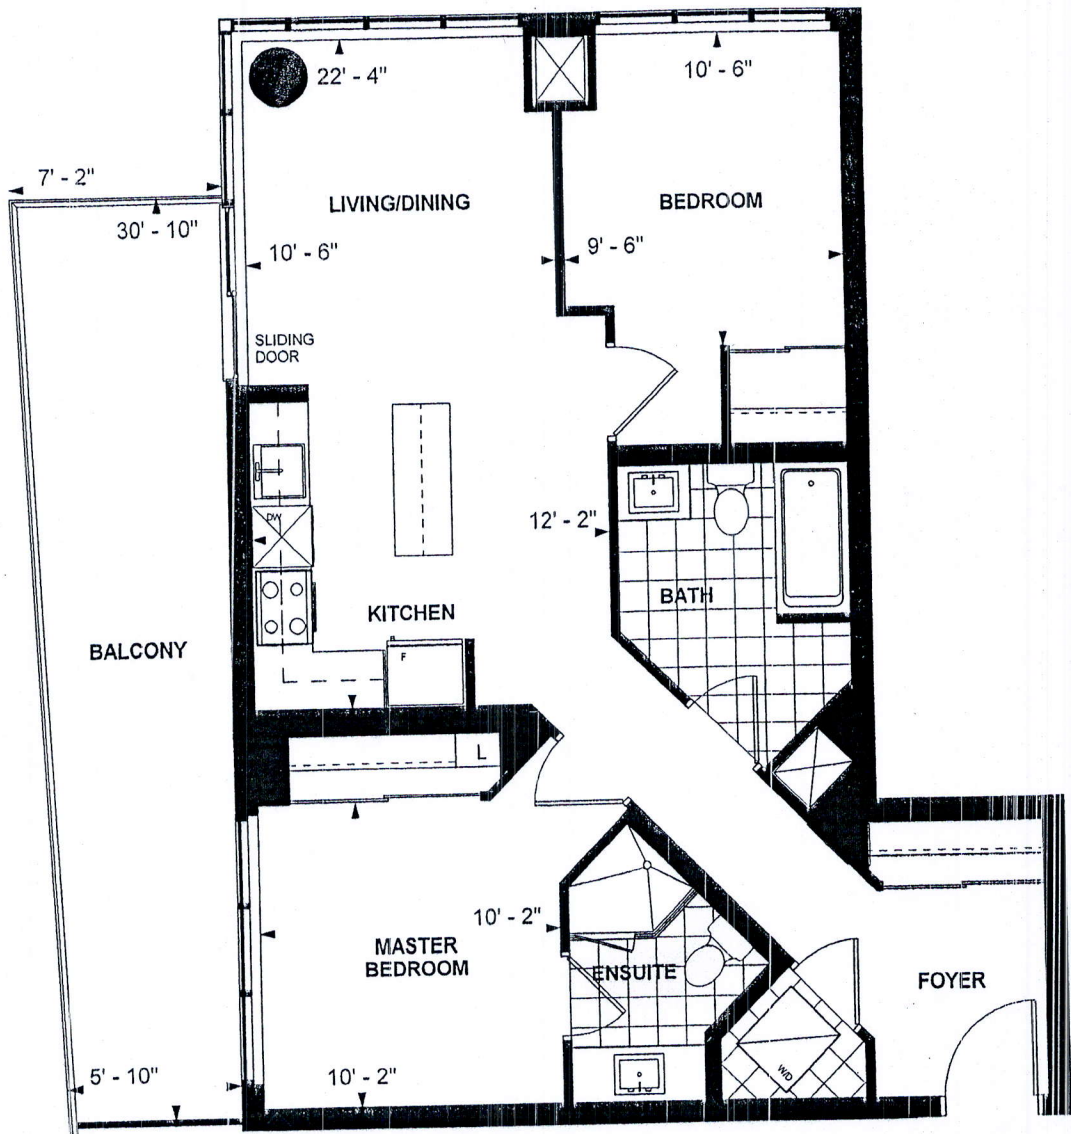 22' - 4"
10' - 6"
7' - 2"
30' - 10"
LIVING/DINING
BEDROOM
10' - 6"
9' - 6"
SLIDING
DOOR
DW
12' - 2"
KITCHEN
BATH
F
BALCONY
L
10' - 2"
MASTER
BEDROOM
ENSUITE
FOYER
W/D
5' - 10"
10' - 2"